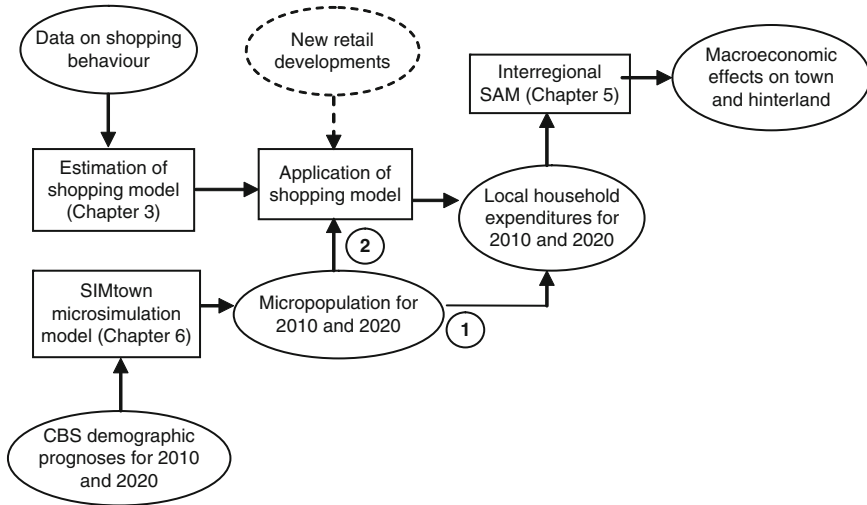 Data on shopping
behaviour
New retail
developments
Interregional
SAM (Chapter 5)
Macroeconomic
effects on town
and hinterland
Estimation of
shopping model
(Chapter 3)
Application of
shopping model
Local household
expenditures for
2010 and 2020
2
SIMtown
microsimulation
model (Chapter 6)
Micropopulation for
2010 and 2020
1
CBS demographic
prognoses for 2010
and 2020